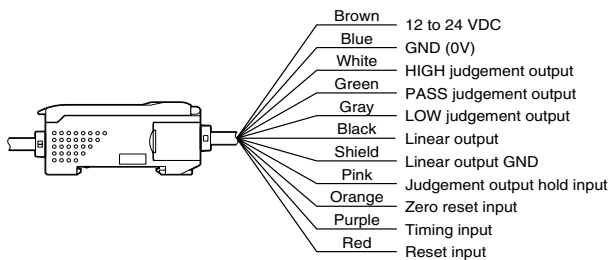 Brown 12 to 24 VDC
Blue GND (0V)
White HIGH judgement output
Green PASS judgement output
Gray LOW judgement output
Black Linear output
Shield Linear output GND
Pink Judgement output hold input
Orange Zero reset input
Purple Timing input
Red Reset input